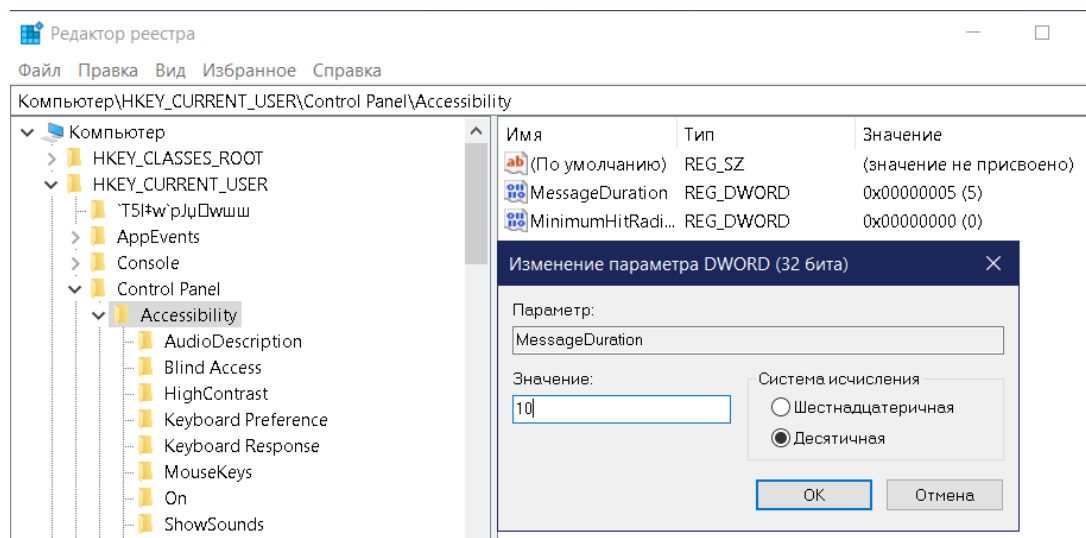 Редактор реестра
Файл Правка Вид Избранное Справка
Компьютер\HKEY_CURRENT_USER\Control Panel\Accessibility
Компьютер
HKEY_CLASSES_ROOT
HKEY_CURRENT_USER
AppEvents
Console
Control Panel
Accessibility
AudioDescription
Blind Access
HighContrast
Keyboard Preference
Keyboard Response
MouseKeys
On
ShowSounds
Имя Тип Значение
(По умолчанию) REG_SZ (значение не присвоено)
MessageDuration REG_DWORD 0x00000005 (5)
MinimumHitRadi... REG_DWORD 0x00000000 (0)
Изменение параметра DWORD (32 бита)
Параметр:
MessageDuration
Значение:
10
Система исчисления
Шестнадцатеричная
Десятичная
OK Отмена